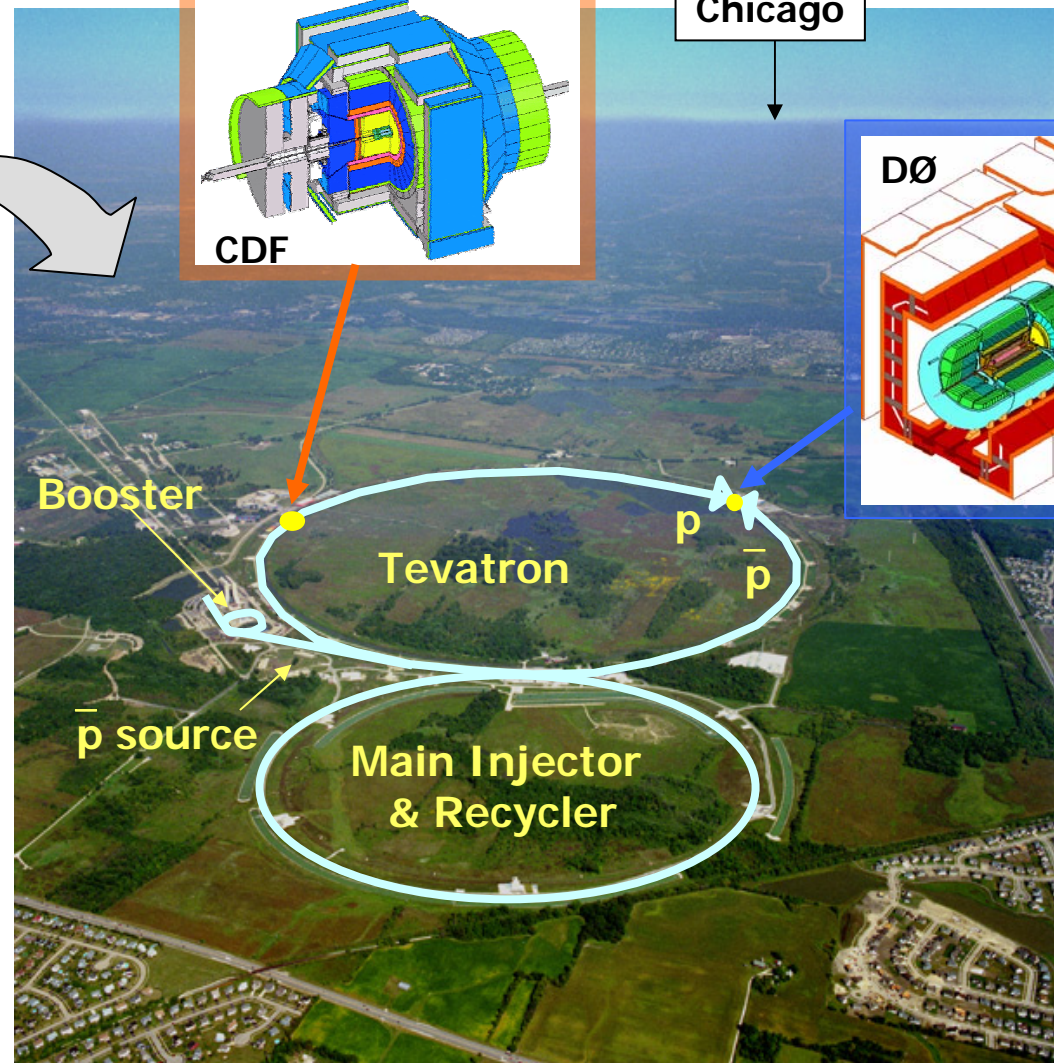 Chicago
CDF
DØ
Booster
p
p̅
Tevatron
p̅ source
Main Injector
& Recycler